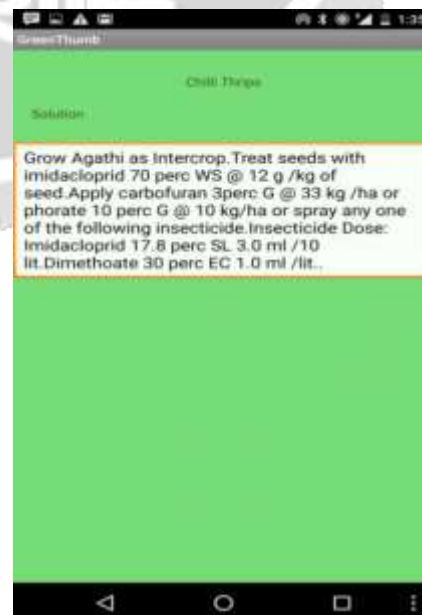 1:35
GreenThumb
Chilli Thrips
Solution
Grow Agathi as Intercrop.Treat seeds with
imidacloprid 70 perc WS @ 12 g /kg of
seed.Apply carbofuran 3perc G @ 33 kg /ha or
phorate 10 perc G @ 10 kg/ha or spray any one
of the following insecticide.Insecticide Dose:
Imidacloprid 17.8 perc SL 3.0 ml /10
lit.Dimethoate 30 perc EC 1.0 ml /lit..